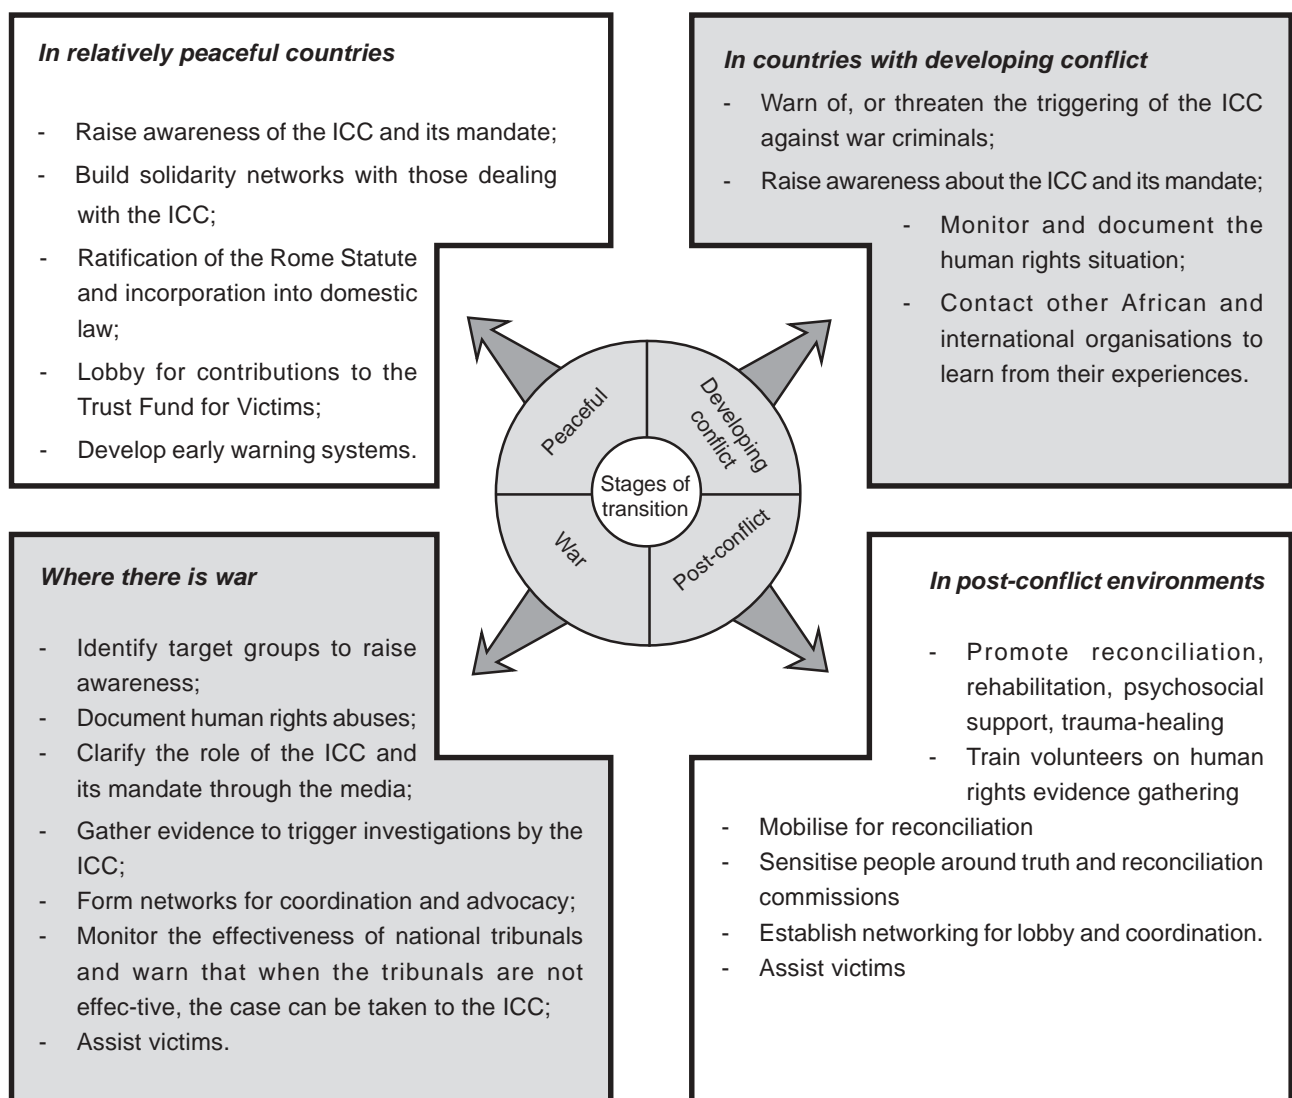 In relatively peaceful countries
- Raise awareness of the ICC and its mandate;
- Build solidarity networks with those dealing
with the ICC;
- Ratification of the Rome Statute
and incorporation into domestic
law;
- Lobby for contributions to the
Trust Fund for Victims;
- Develop early warning systems.
In countries with developing conflict
- Warn of, or threaten the triggering of the ICC
against war criminals;
- Raise awareness about the ICC and its mandate;
- Monitor and document the
human rights situation;
- Contact other African and
international organisations to
learn from their experiences.
Peaceful
Developing
conflict
Stages of
transition
War
Post-conflict
Where there is war
- Identify target groups to raise
awareness;
- Document human rights abuses;
- Clarify the role of the ICC and
its mandate through the media;
- Gather evidence to trigger investigations by the
ICC;
- Form networks for coordination and advocacy;
- Monitor the effectiveness of national tribunals
and warn that when the tribunals are not
effec-tive, the case can be taken to the ICC;
- Assist victims.
In post-conflict environments
- Promote reconciliation,
rehabilitation, psychosocial
support, trauma-healing
- Train volunteers on human
rights evidence gathering
- Mobilise for reconciliation
- Sensitise people around truth and reconciliation
commissions
- Establish networking for lobby and coordination.
- Assist victims